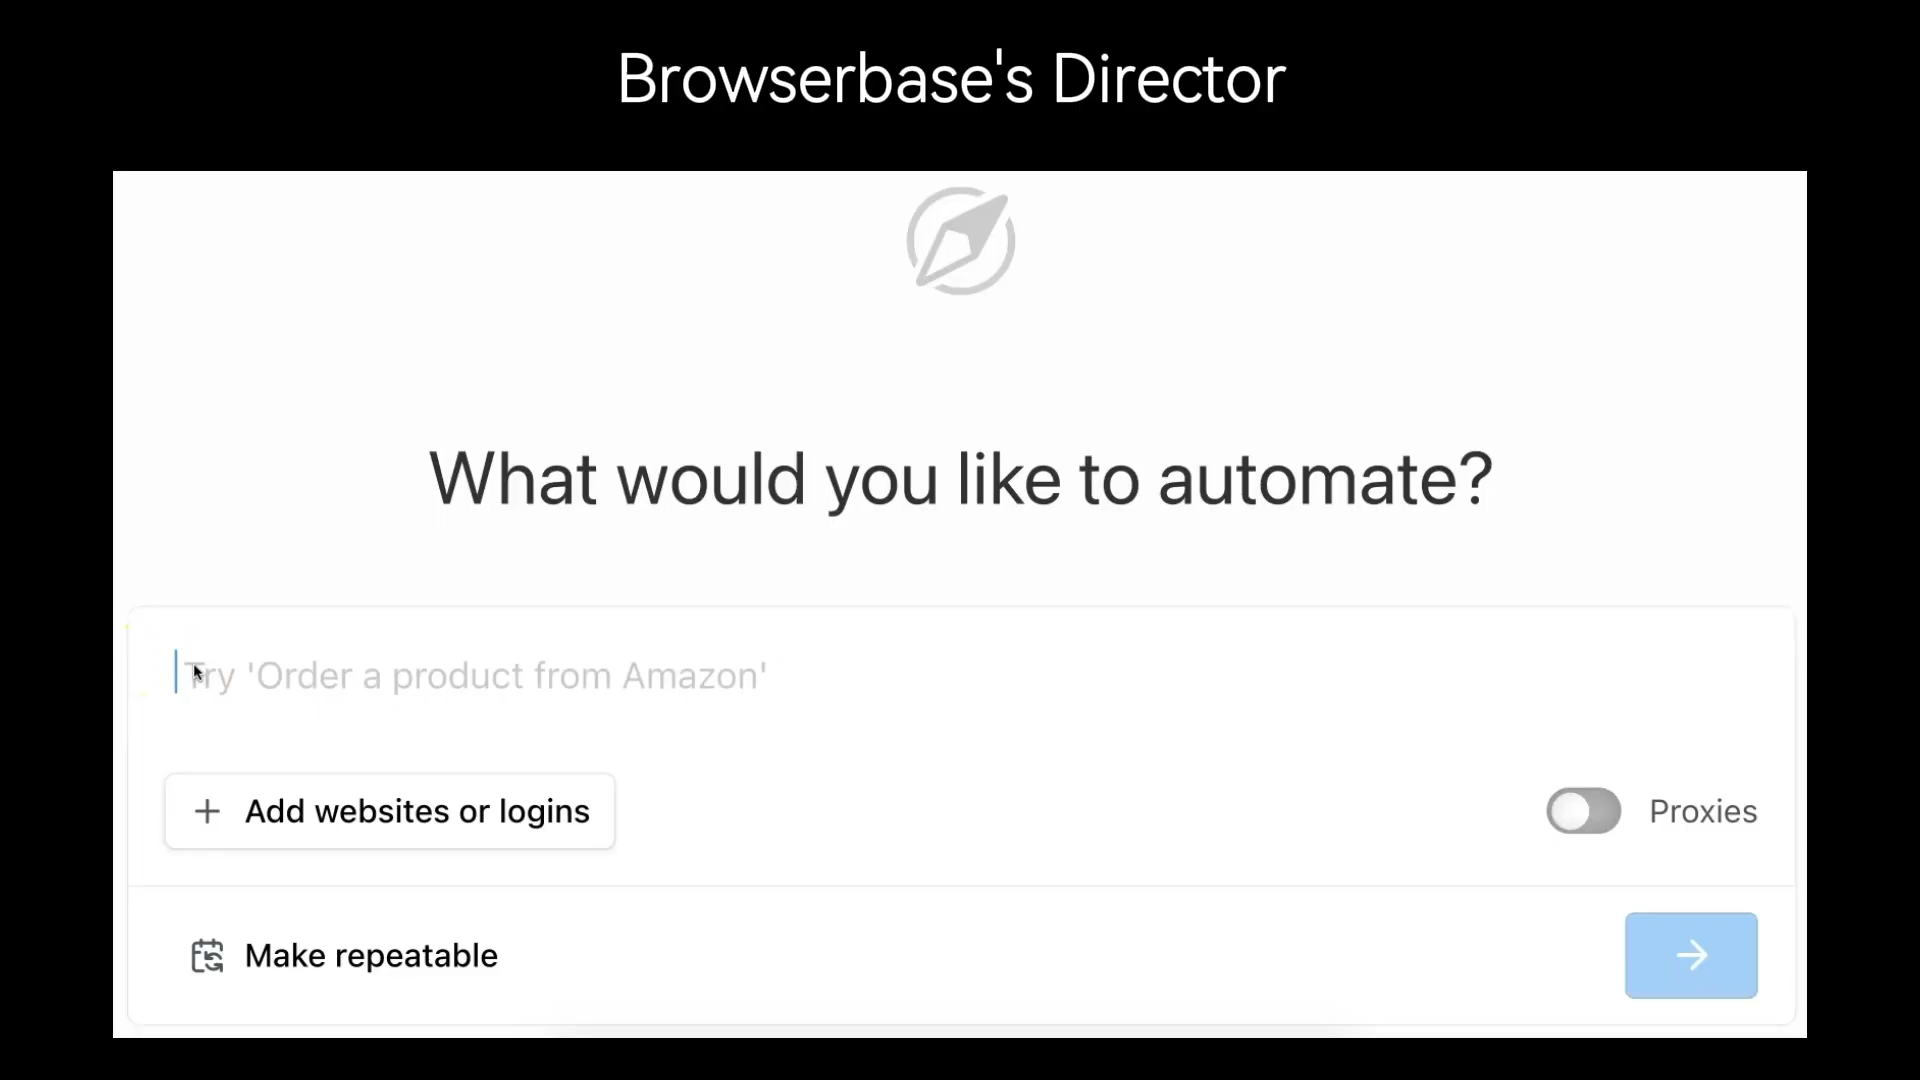 Browserbase's Director
What would you like to automate?
Try 'Order a product from Amazon'
+ Add websites or logins
Proxies
Make repeatable